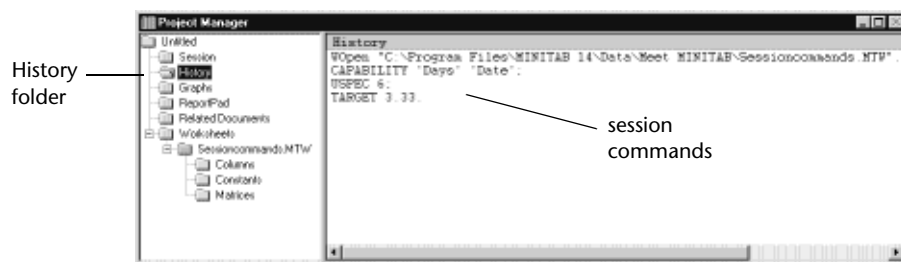 Project Manager
Untitled
Session
History
Graphs
ReportPad
Related Documents
Worksheets
Sessioncommands.MTW
Columns
Constants
Matrices
History
WOpen "C:\Program Files\MINITAB 14\Data\Meet MINITAB\Sessioncommands.MTW".
CAPABILITY 'Days' 'Date';
USPEC 6;
TARGET 3.33.
History
folder
session
commands